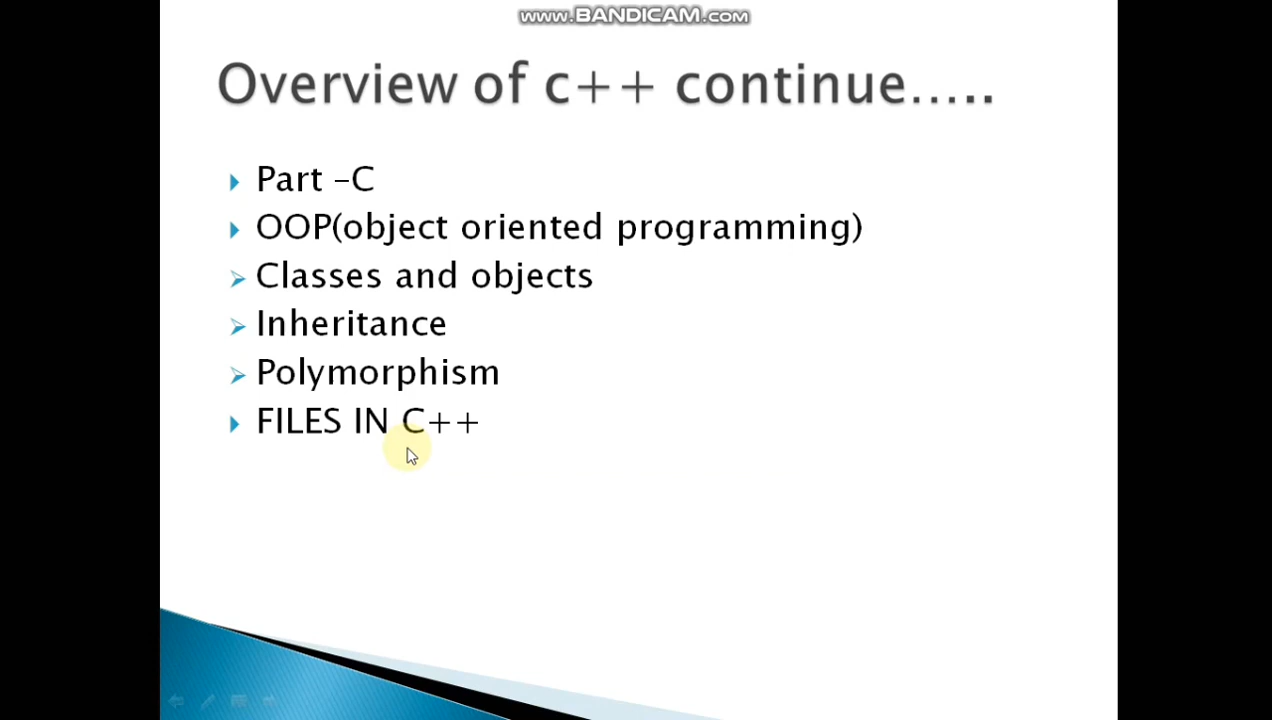 www.BANDICAM.com
Overview of c++ continue.....
Part -C
OOP(object oriented programming)
Classes and objects
Inheritance
Polymorphism
FILES IN C++